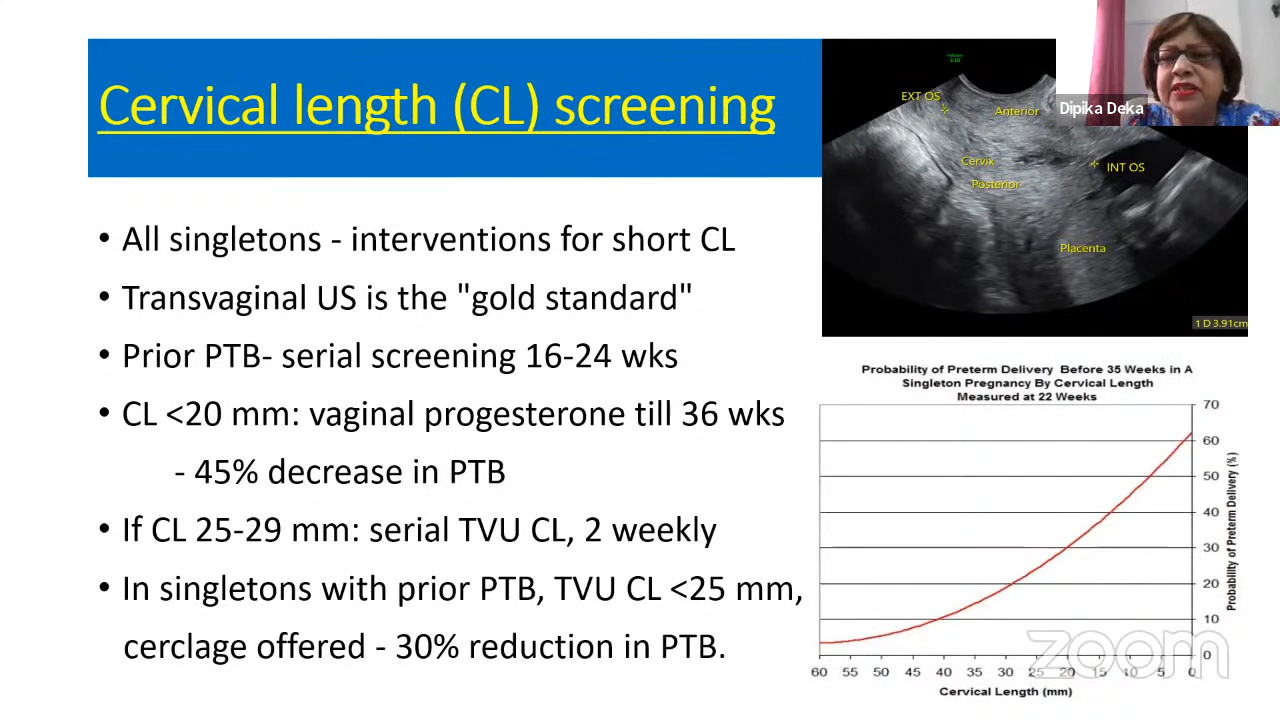 Cervical length (CL) screening
• All singletons - interventions for short CL
• Transvaginal US is the "gold standard"
• Prior PTB- serial screening 16-24 wks
• CL <20 mm: vaginal progesterone till 36 wks
- 45% decrease in PTB
• If CL 25-29 mm: serial TVU CL, 2 weekly
• In singletons with prior PTB, TVU CL <25 mm,
cerclage offered - 30% reduction in PTB.
EXT OS
Anterior
Cervix
Posterior
INT OS
Placenta
1 D 3.91cm
Dipika Deka
Probability of Preterm Delivery Before 35 Weeks in A
Singleton Pregnancy By Cervical Length
Measured at 22 Weeks
70
60
50
40
30
20
10
0
Probability of Preterm Delivery (%)
60 55 50 45 40 35 30 25 20 15 10 5 0
Cervical Length (mm)
zoom